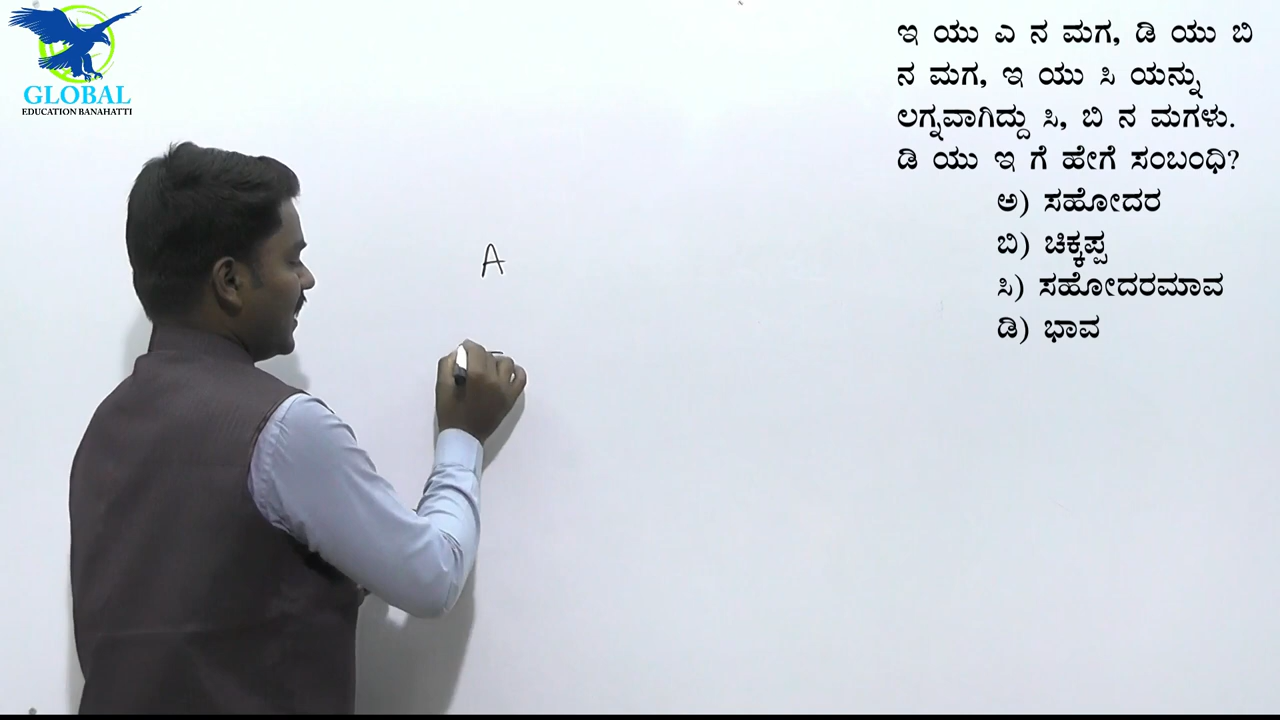 GLOBAL
EDUCATION BANAHATTI
ಇ ಯು ಎ ನ ಮಗ, ಡಿ ಯು ಬಿ
ನ ಮಗ, ಇ ಯು ಸಿ ಯನ್ನು
ಲಗ್ನವಾಗಿದ್ದು ಸಿ, ಬಿ ನ ಮಗಳು.
ಡಿ ಯು ಇ ಗೆ ಹೇಗೆ ಸಂಬಂಧಿ?
ಅ) ಸಹೋದರ
ಬಿ) ಚಿಕ್ಕಪ್ಪ
ಸಿ) ಸಹೋದರಮಾವ
ಡಿ) ಭಾವ
A